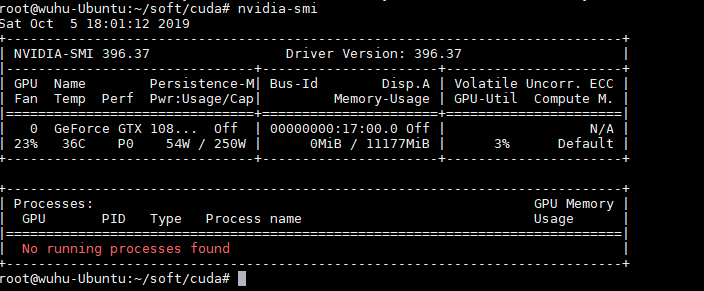 root@wuhu-Ubuntu:~/soft/cuda# nvidia-smi
Sat Oct  5 18:01:12 2019
+-----------------------------------------------------------------------------+
| NVIDIA-SMI 396.37                 Driver Version: 396.37                    |
|-------------------------------+----------------------+----------------------+
| GPU  Name        Persistence-M| Bus-Id        Disp.A | Volatile Uncorr. ECC |
| Fan  Temp  Perf  Pwr:Usage/Cap|         Memory-Usage | GPU-Util  Compute M. |
|===============================+======================+======================|
|   0  GeForce GTX 108...  Off  | 00000000:17:00.0 Off |                  N/A |
| 23%   36C    P0    54W / 250W |      0MiB / 11177MiB |      3%      Default |
+-------------------------------+----------------------+----------------------+

+-----------------------------------------------------------------------------+
| Processes:                                                       GPU Memory |
|  GPU       PID   Type   Process name                             Usage      |
|=============================================================================|
|  No running processes found                                                 |
+-----------------------------------------------------------------------------+
root@wuhu-Ubuntu:~/soft/cuda#